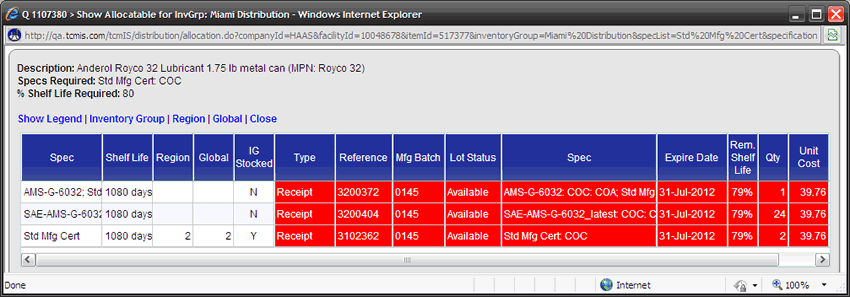 Q 1107380 > Show Allocatable for InvGrp: Miami Distribution - Windows Internet Explorer
http://qa.tcmis.com/tcmIS/distribution/allocation.do?companyId=HAAS&facilityId=10048678&itemId=517377&inventoryGroup=Miami%20Distribution&specList=Std%20Mfg%20Cert&specification
Description: Anderol Royco 32 Lubricant 1.75 lb metal can (MPN: Royco 32)
Specs Required: Std Mfg Cert: COC
% Shelf Life Required: 80
Show Legend | Inventory Group | Region | Global | Close
Spec Shelf Life Region Global IG Stocked Type Reference Mfg Batch Lot Status Spec Expire Date Rem. Shelf Life Qty Unit Cost
AMS-G-6032; Std 1080 days N Receipt 3200372 0145 Available AMS-G-6032: COC: COA; Std Mfg 31-Jul-2012 79% 1 39.76
SAE-AMS-G-6032 1080 days N Receipt 3200404 0145 Available SAE-AMS-G-6032_latest: COC: C 31-Jul-2012 79% 24 39.76
Std Mfg Cert 1080 days 2 2 Y Receipt 3102362 0145 Available Std Mfg Cert: COC 31-Jul-2012 79% 2 39.76
Done Internet 100%